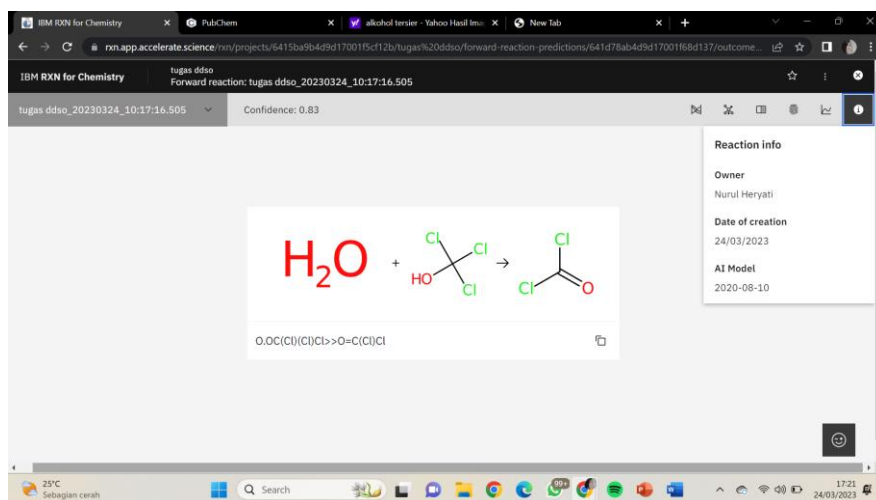 IBM RXN for Chemistry
PubChem
alkohol tersier - Yahoo Hasil Ima
New Tab
rxn.app.accelerate.science/rxn/projects/6415ba9b4d9d17001f5cf12b/tugas%20ddso/forward-reaction-predictions/641d78ab4d9d17001f68d137/outcome...
IBM RXN for Chemistry
tugas ddso
Forward reaction: tugas ddso_20230324_10:17:16.505
tugas ddso_20230324_10:17:16.505
Confidence: 0.83
Reaction info
Owner
Nurul Heryati
Date of creation
24/03/2023
AI Model
2020-08-10
H₂O + HO Cl Cl Cl → Cl Cl O
O.OC(Cl)(Cl)Cl>>O=C(Cl)Cl
25°C
Sebagian cerah
Search
99+
17:21
24/03/2023